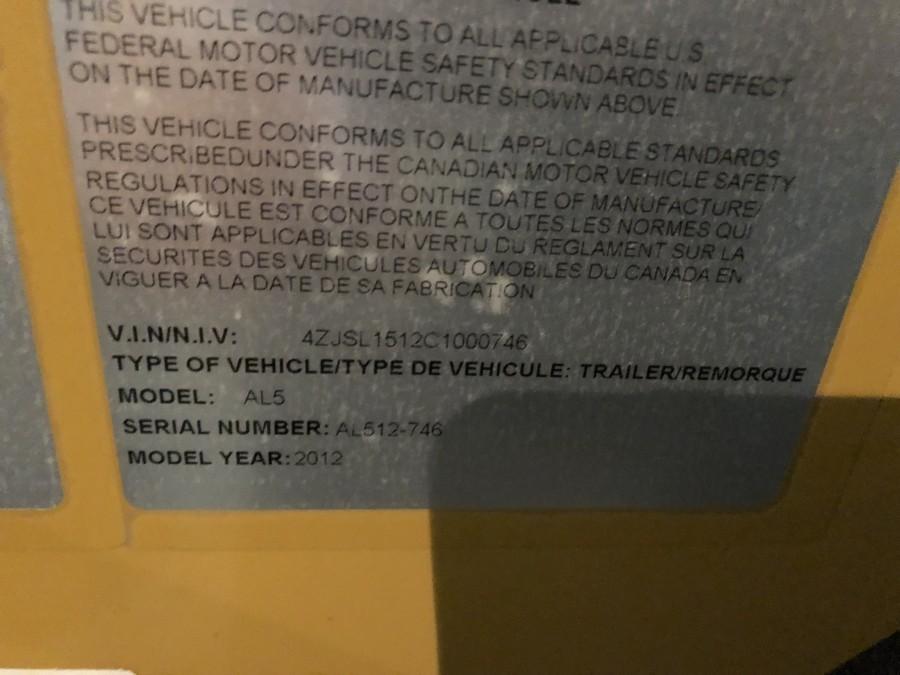 THIS VEHICLE CONFORMS TO ALL APPLICABLE U.S.
FEDERAL MOTOR VEHICLE SAFETY STANDARDS IN EFFECT
ON THE DATE OF MANUFACTURE SHOWN ABOVE.
THIS VEHICLE CONFORMS TO ALL APPLICABLE STANDARDS
PRESCRIBEDUNDER THE CANADIAN MOTOR VEHICLE SAFETY
REGULATIONS IN EFFECT ONTHE DATE OF MANUFACTURE/
CE VEHICULE EST CONFORME A TOUTES LES NORMES QUI
LUI SONT APPLICABLES EN VERTU DU REGLAMENT SUR LA
SECURITES DES VEHICULES AUTOMOBILES DU CANADA EN
VIGUER A LA DATE DE SA FABRICATION
V.I.N/N.I.V: 4ZJSL1512C1000746
TYPE OF VEHICLE/TYPE DE VEHICULE: TRAILER/REMORQUE
MODEL: AL5
SERIAL NUMBER: AL512-746
MODEL YEAR:2012